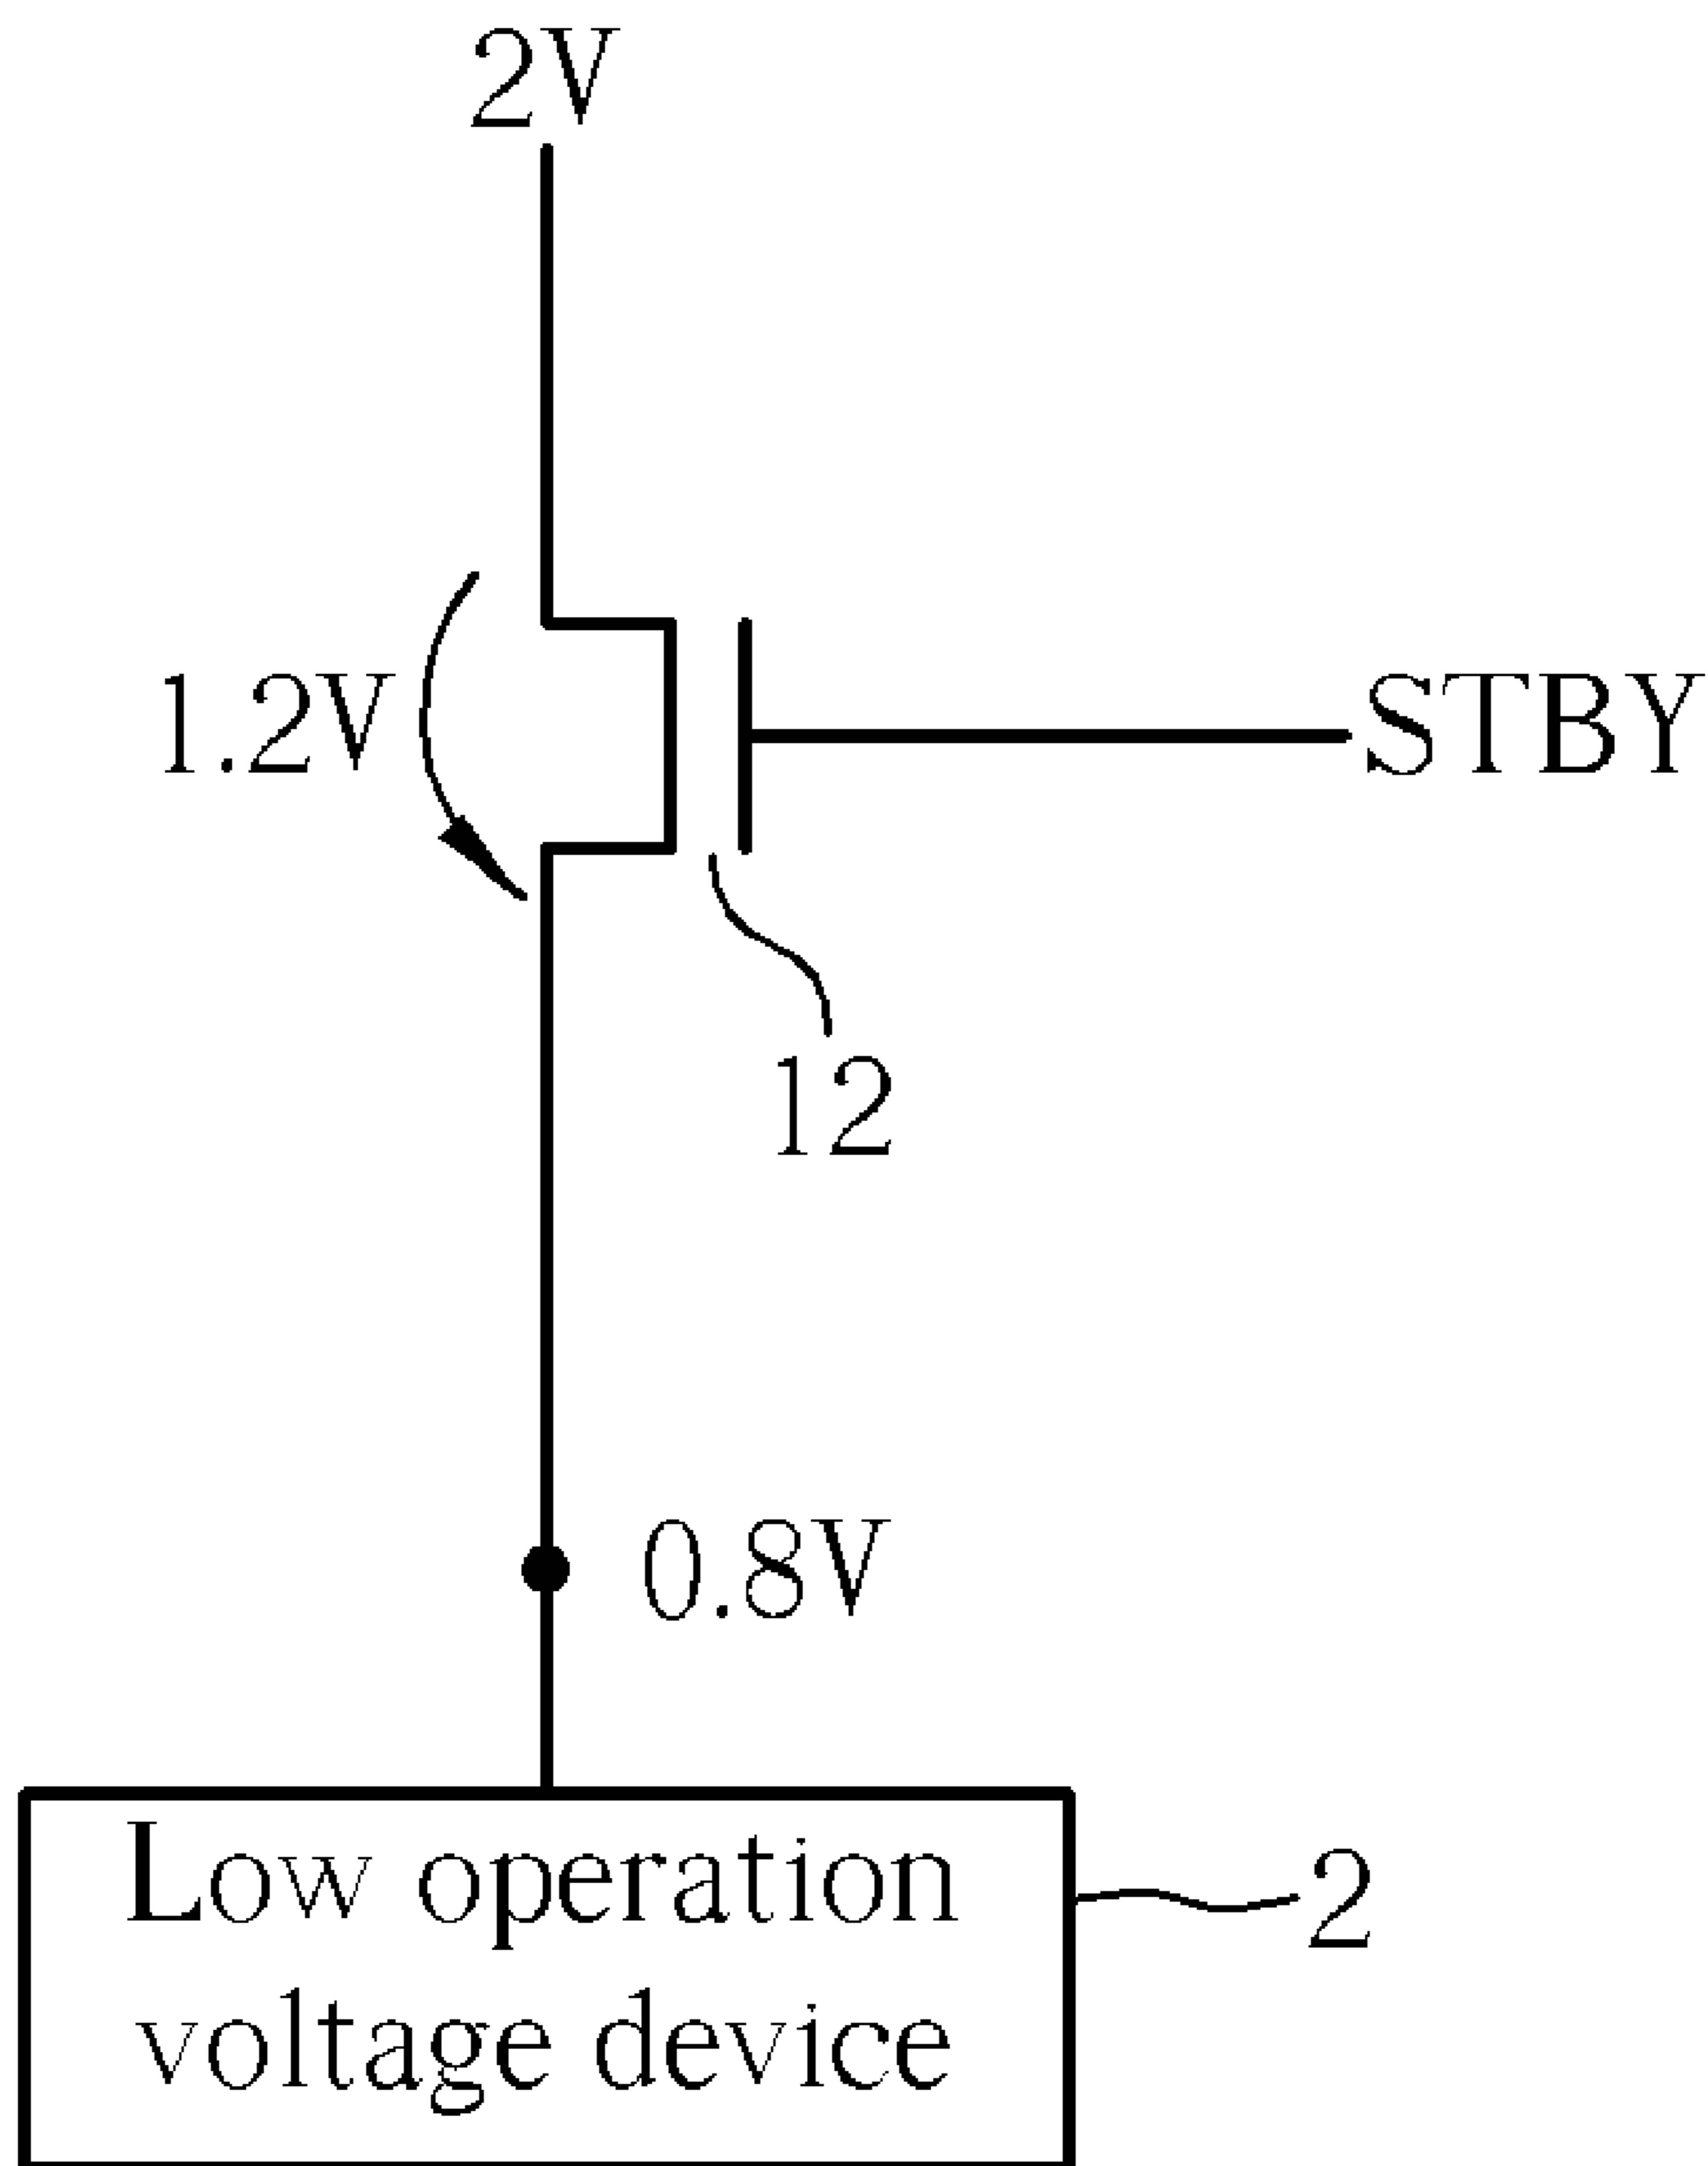 2V
1.2V
STBY
12
0.8V
Low operation
voltage device
2